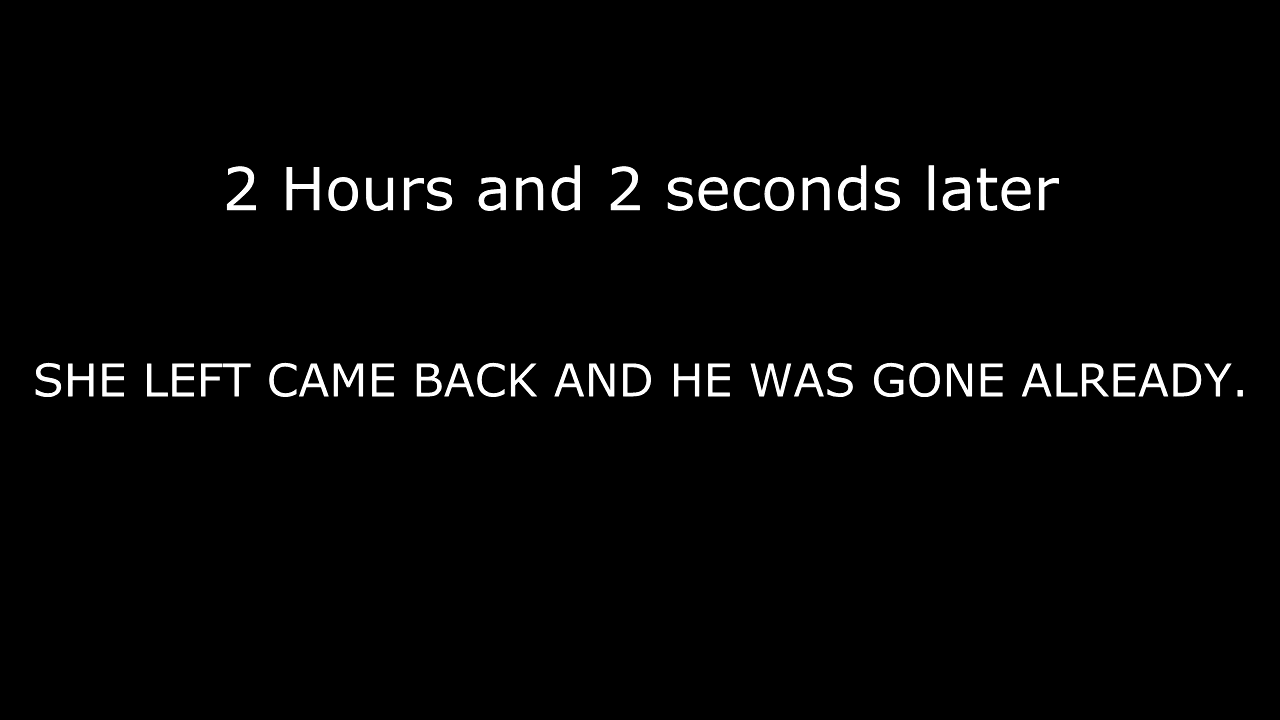 2 Hours and 2 seconds later
SHE LEFT CAME BACK AND HE WAS GONE ALREADY.